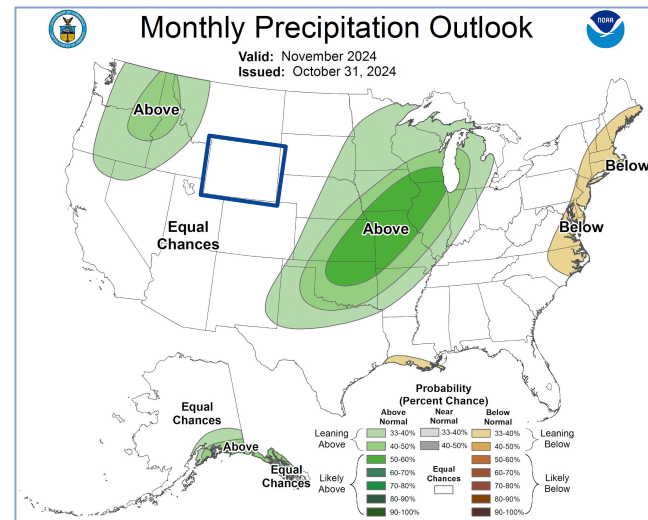 Monthly Precipitation Outlook
NOAA
Valid: November 2024
Issued: October 31, 2024
Above
Below
Equal
Chances
Above
Below
Equal
Chances
Above
Equal
Chances
Probability
(Percent Chance)
Above
Normal
Near
Normal
Below
Normal
Leaning
Above
33-40%
33-40%
33-40%
Leaning
Below
40-50%
40-50%
40-50%
Likely
Above
50-60%
Equal
Chances
50-60%
Likely
Below
60-70%
60-70%
70-80%
70-80%
80-90%
80-90%
90-100%
90-100%